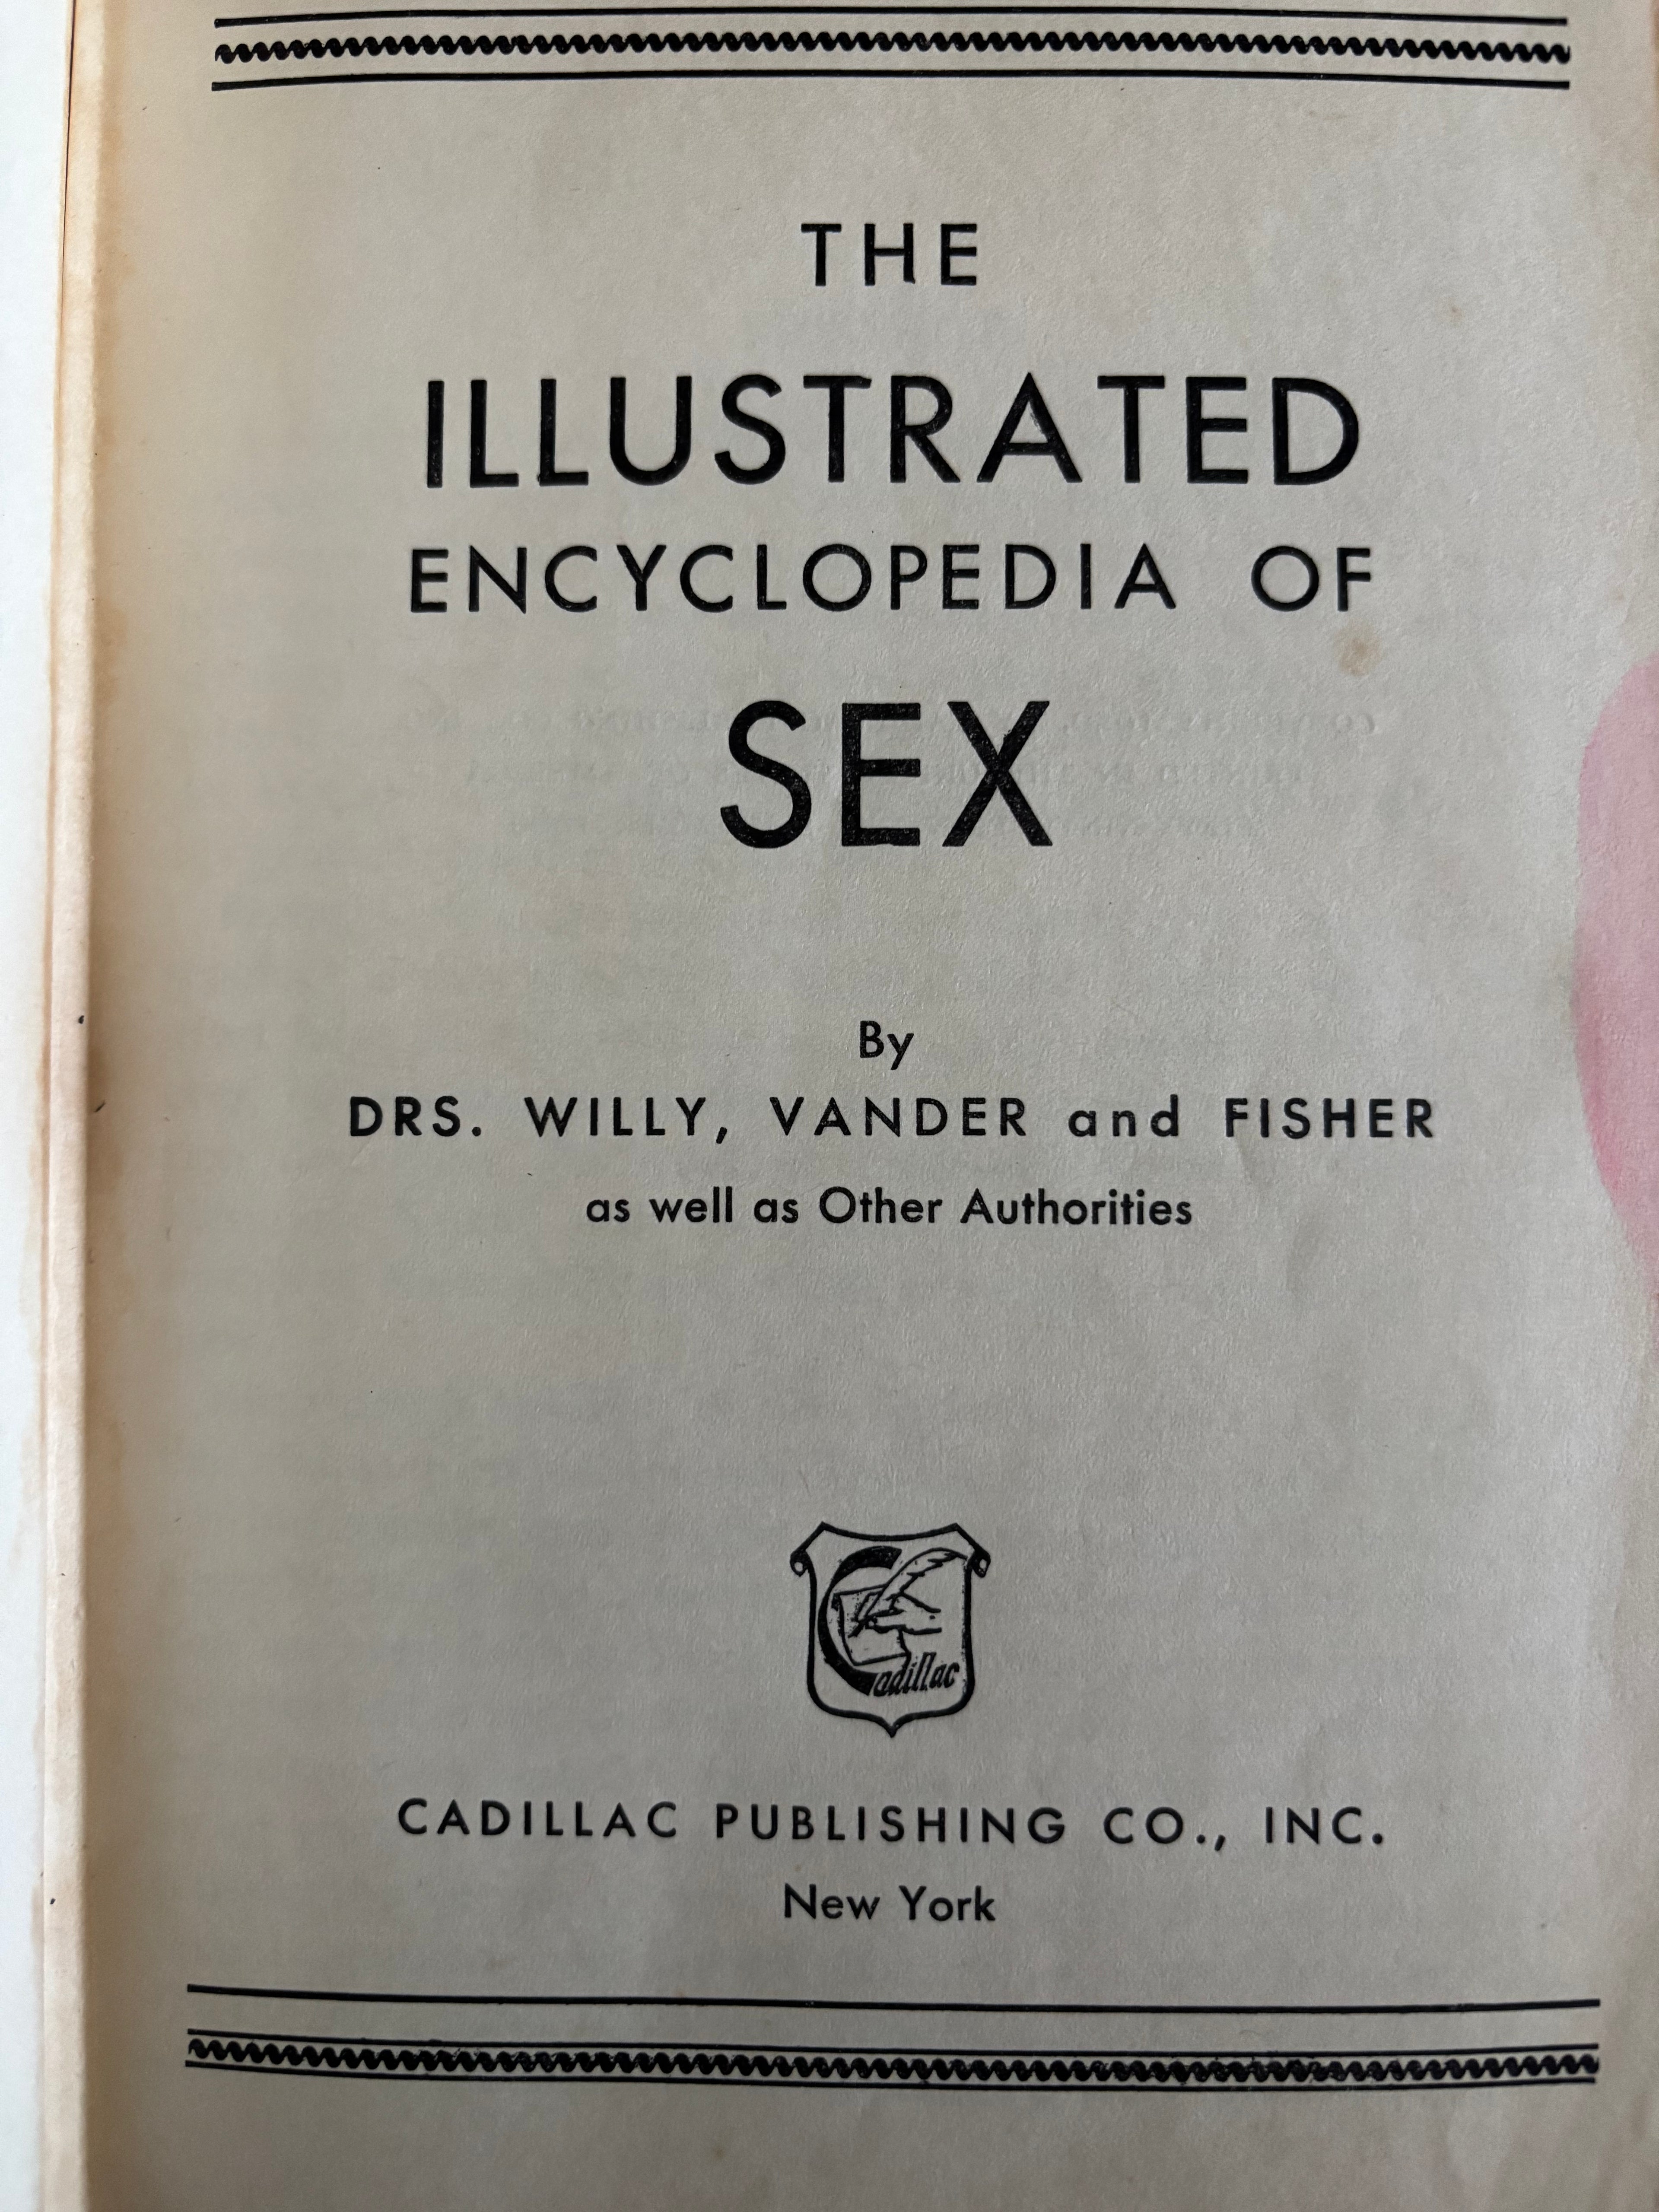 THE
ILLUSTRATED
ENCYCLOPEDIA OF
SEX
By
DRS. WILLY, VANDER and FISHER
as well as Other Authorities
Cadillac
CADILLAC PUBLISHING CO., INC.
New York